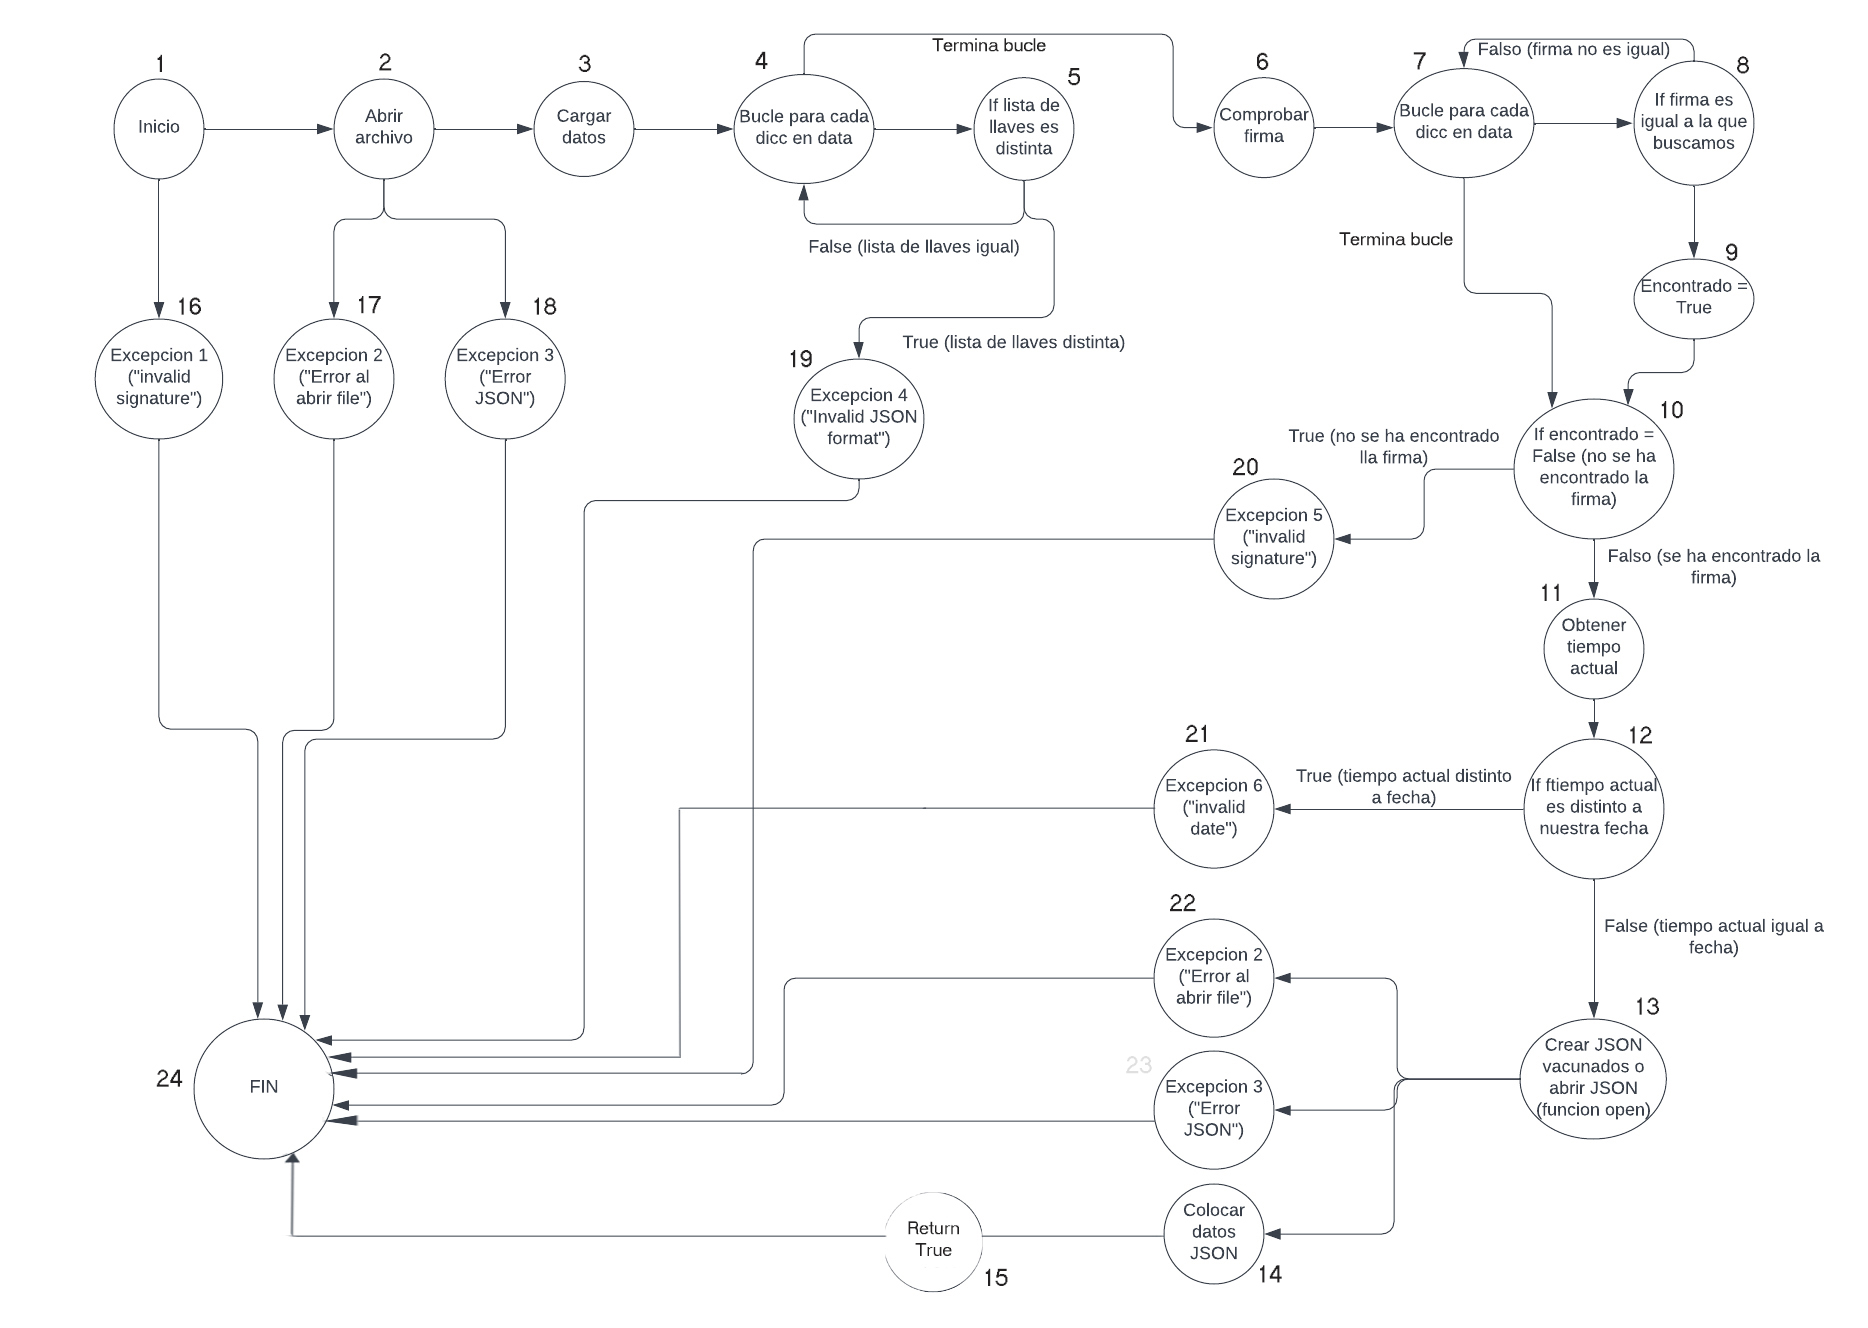 1
Inicio
2
Abrir
archivo
3
Cargar
datos
4
Bucle para cada
dicc en data
Termina bucle
5
If lista de
llaves es
distinta
6
Comprobar
firma
7
Bucle para cada
dicc en data
Falso (firma no es igual)
8
If firma es
igual a la que
buscamos
False (lista de llaves igual)
Termina bucle
9
Encontrado =
True
16
Excepcion 1
("invalid
signature")
17
Excepcion 2
("Error al
abrir file")
18
Excepcion 3
("Error
JSON")
True (lista de llaves distinta)
19
Excepcion 4
("Invalid JSON
format")
10
If encontrado =
False (no se ha
encontrado la
firma)
True (no se ha encontrado
lla firma)
20
Excepcion 5
("invalid
signature")
Falso (se ha encontrado la
firma)
11
Obtener
tiempo
actual
12
If ftiempo actual
es distinto a
nuestra fecha
True (tiempo actual distinto
a fecha)
21
Excepcion 6
("invalid
date")
False (tiempo actual igual a
fecha)
22
Excepcion 2
("Error al
abrir file")
13
Crear JSON
vacunados o
abrir JSON
(funcion open)
23
Excepcion 3
("Error
JSON")
24
FIN
Colocar
datos
JSON
14
Return
True
15